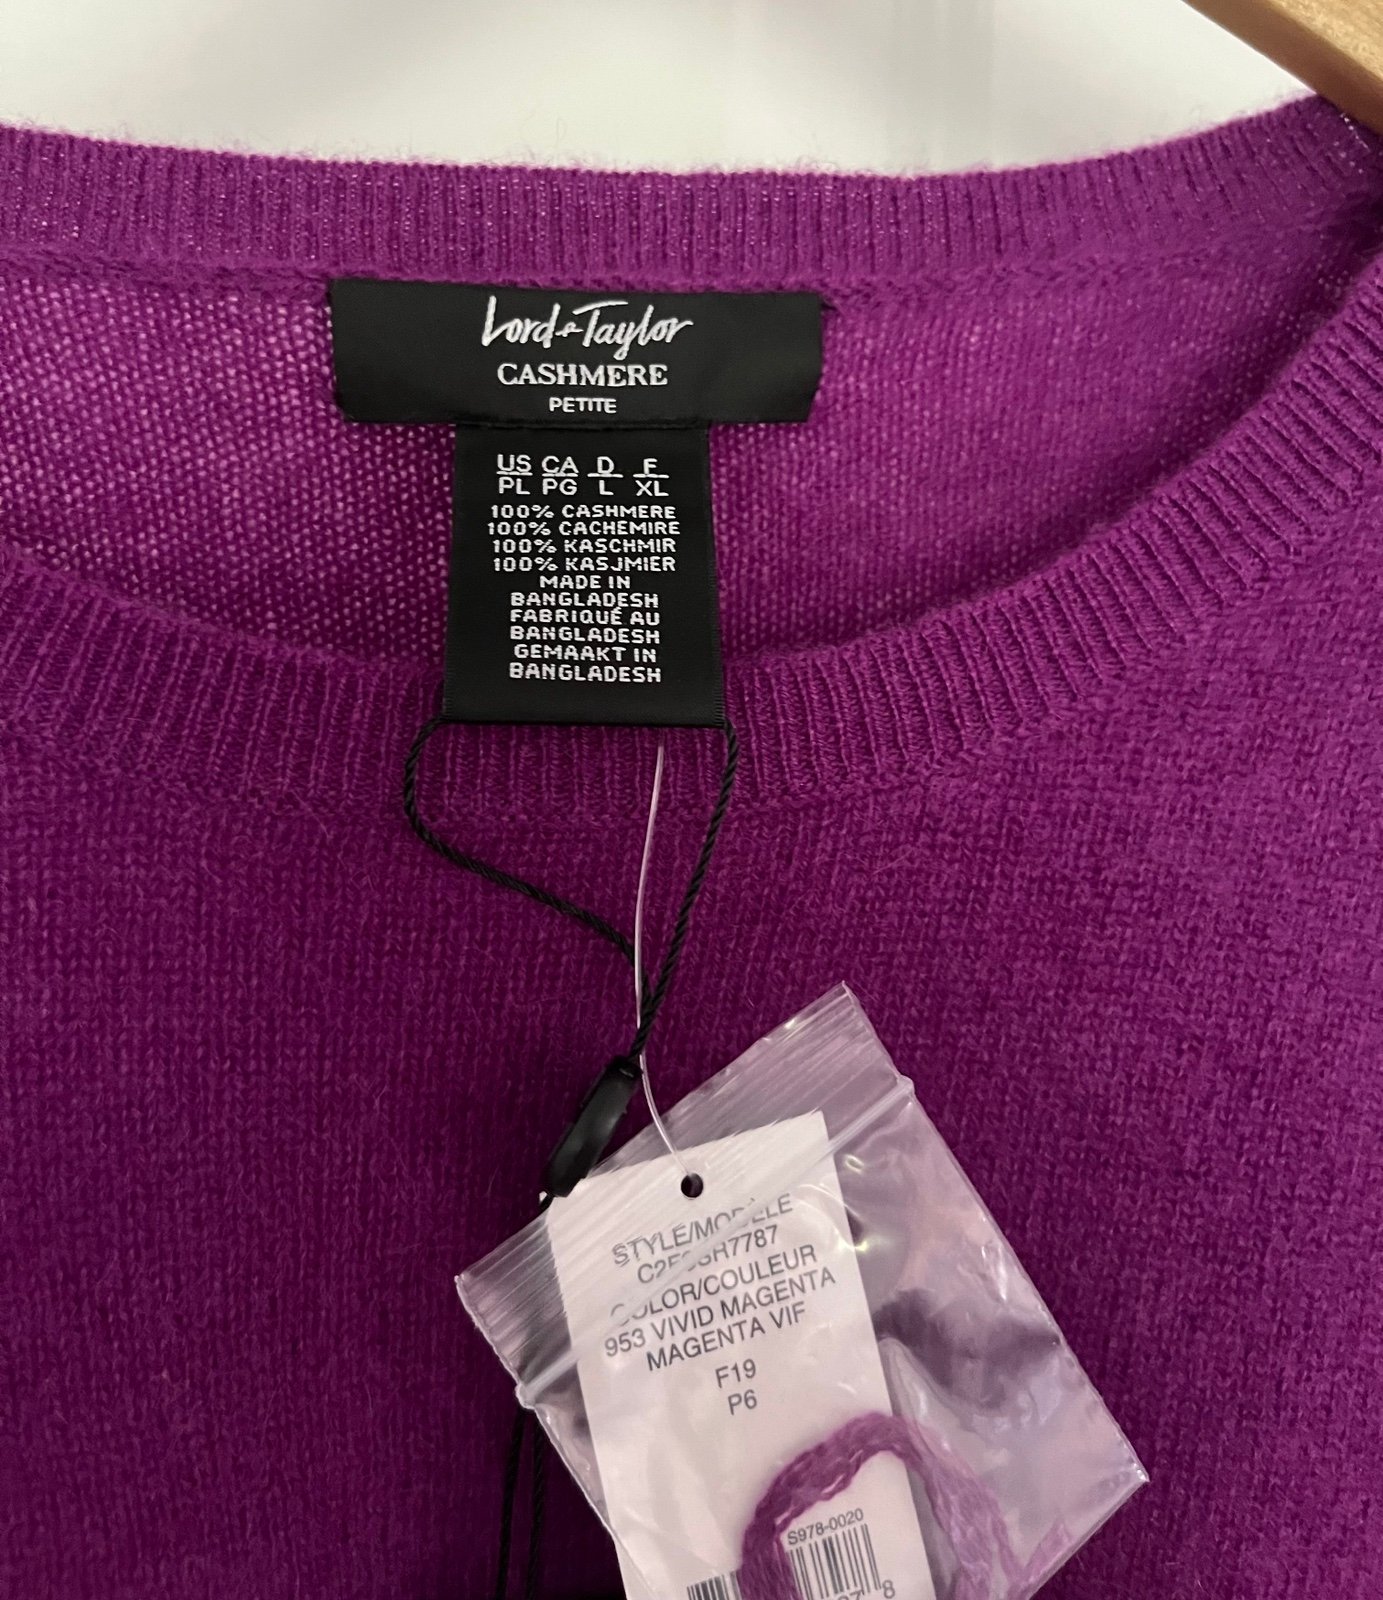 Lord & Taylor
CASHMERE
PETITE
US CA D F
PL PG L XL
100% CASHMERE
100% CACHEMIRE
100% KASCHMIR
100% KASJMIER
MADE IN
BANGLADESH
FABRIQUÉ AU
BANGLADESH
GEMAAKT IN
BANGLADESH
STYLE/MODÈLE
COLOR/COULEUR
953 VIVID MAGENTA
MAGENTA VIF
F19
P6
S978-0020
8